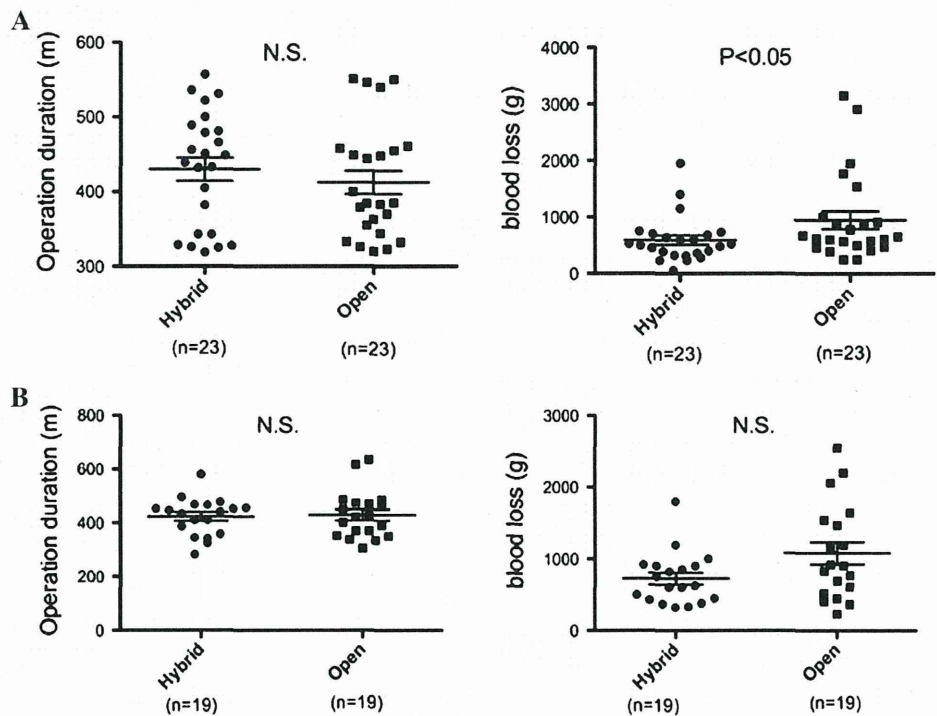 A
Operation duration (m)
600
500
400
300
N.S.
Hybrid
Open
(n=23)
(n=23)
blood loss (g)
4000
3000
2000
1000
0
P<0.05
Hybrid
Open
(n=23)
(n=23)
B
Operation duration (m)
800
600
400
200
0
N.S.
Hybrid
Open
(n=19)
(n=19)
blood loss (g)
3000
2000
1000
0
N.S.
Hybrid
Open
(n=19)
(n=19)